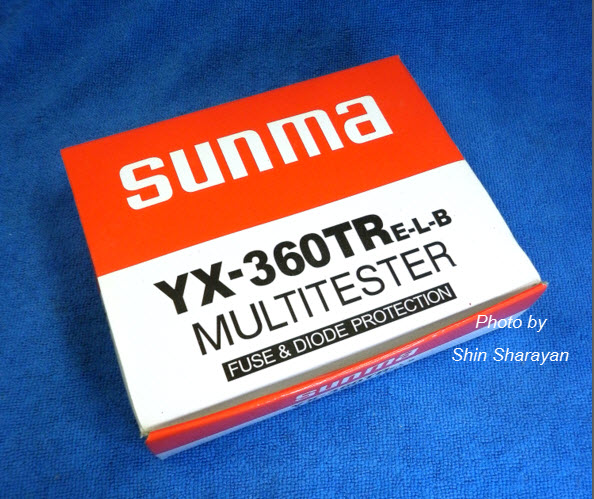 sunma
YX-360TRE-L-B
MULTITESTER
FUSE & DIODE PROTECTION
sunma
Photo by
Shin Sharayan